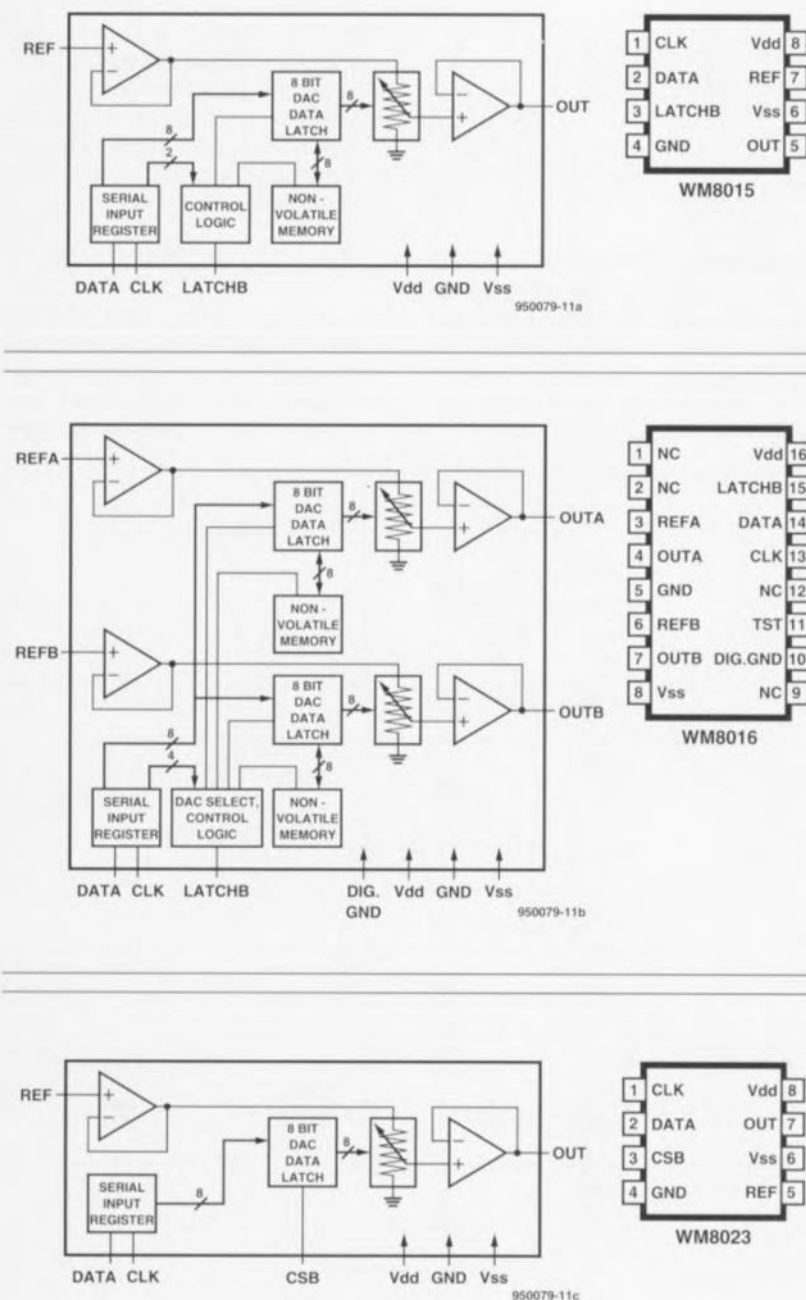 REF
8 BIT
DAC
DATA
LATCH
8
OUT
8
2
8
SERIAL
INPUT
REGISTER
CONTROL
LOGIC
NON -
VOLATILE
MEMORY
DATA CLK LATCHB
Vdd GND Vss
950079-11a
1 CLK Vdd 8
2 DATA REF 7
3 LATCHB Vss 6
4 GND OUT 5
WM8015
REFA
8 BIT
DAC
DATA
LATCH
8
OUTA
8
NON -
VOLATILE
MEMORY
REFB
8 BIT
DAC
DATA
LATCH
8
OUTB
8
4
8
SERIAL
INPUT
REGISTER
DAC SELECT,
CONTROL
LOGIC
NON -
VOLATILE
MEMORY
DATA CLK LATCHB
DIG.
GND
Vdd GND Vss
950079-11b
1 NC Vdd 16
2 NC LATCHB 15
3 REFA DATA 14
4 OUTA CLK 13
5 GND NC 12
6 REFB TST 11
7 OUTB DIG.GND 10
8 Vss NC 9
WM8016
REF
8 BIT
DAC
DATA
LATCH
8
OUT
SERIAL
INPUT
REGISTER
8
DATA CLK
CSB
Vdd GND Vss
950079-11c
1 CLK Vdd 8
2 DATA OUT 7
3 CSB Vss 6
4 GND REF 5
WM8023